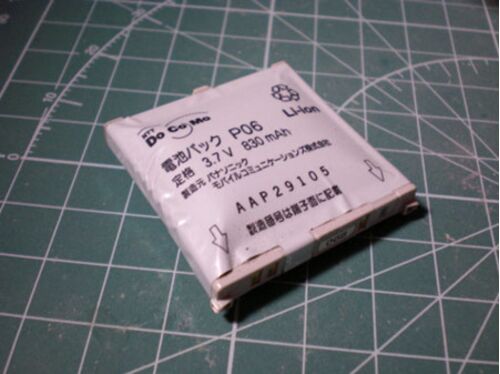 NTT
DoCoMo
Li-ion
電池パック P06
定格 3.7V 830mAh
製造元 パナソニック
モバイルコミュニケーションズ株式会社
AAP29105
製造番号は端子面に記載